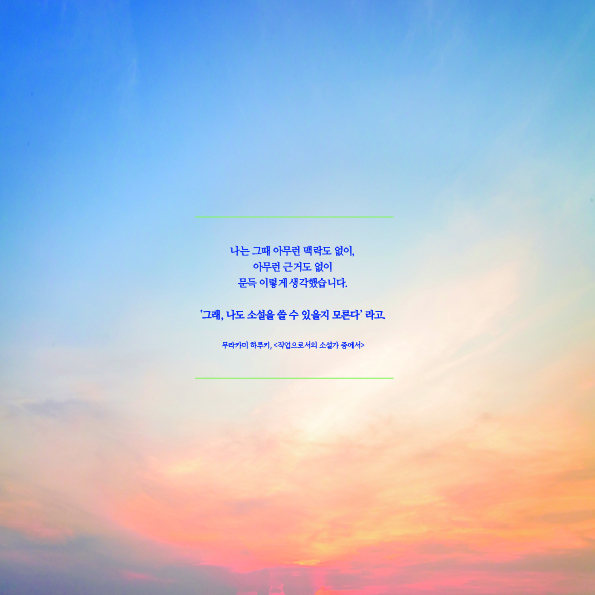 나는 그때 아무런 맥락도 없이,
아무런 근거도 없이
문득 이렇게 생각했습니다.
'그래, 나도 소설을 쓸 수 있을지 모른다' 라고.
무라카미 하루키, <직업으로서의 소설가 중에서>